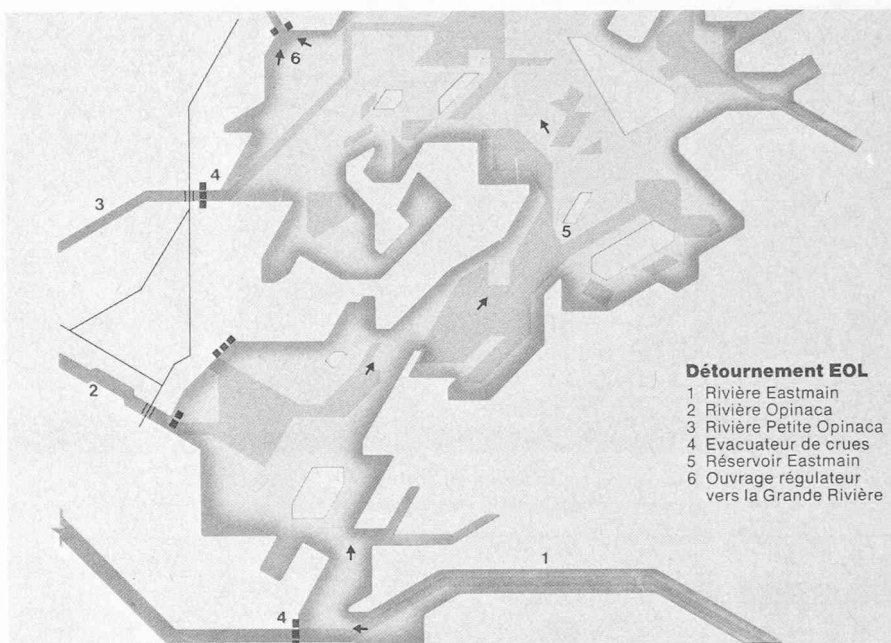 6
4
3
5
2
Détournement EOL
1 Rivière Eastmain
2 Rivière Opinaca
3 Rivière Petite Opinaca
4 Evacuateur de crues
5 Réservoir Eastmain
6 Ouvrage régulateur
vers la Grande Rivière
1
4